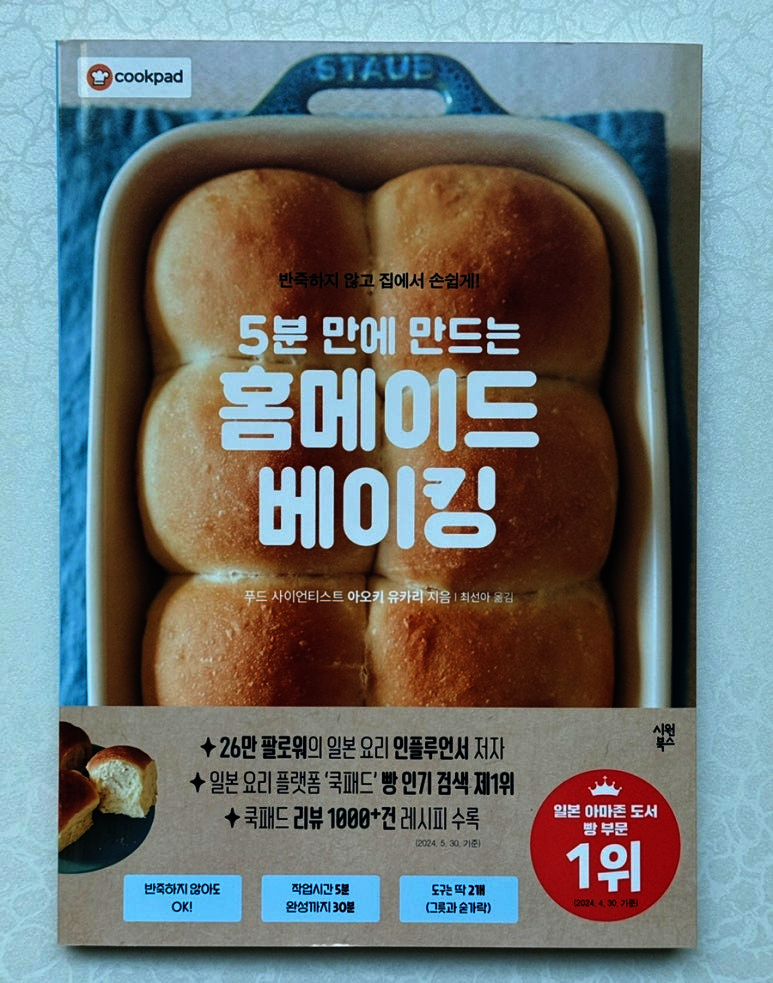 cookpad
STAUB
반죽하지 않고 집에서 손쉽게!
5분 만에 만드는
홈메이드
베이킹
푸드 사이언티스트 아오키 유카리 지음 | 최선아 옮김
시원
북스
26만 팔로워의 일본 요리 인플루언서 저자
일본 요리 플랫폼 '쿡패드' 빵 인기 검색 제1위
쿡패드 리뷰 1000+건 레시피 수록
(2024. 5. 30. 기준)
일본 아마존 도서
빵 부문
1위
(2024. 4. 30. 기준)
반죽하지 않아도
OK!
작업시간 5분
완성까지 30분
도구는 딱 2개
(그릇과 숟가락)